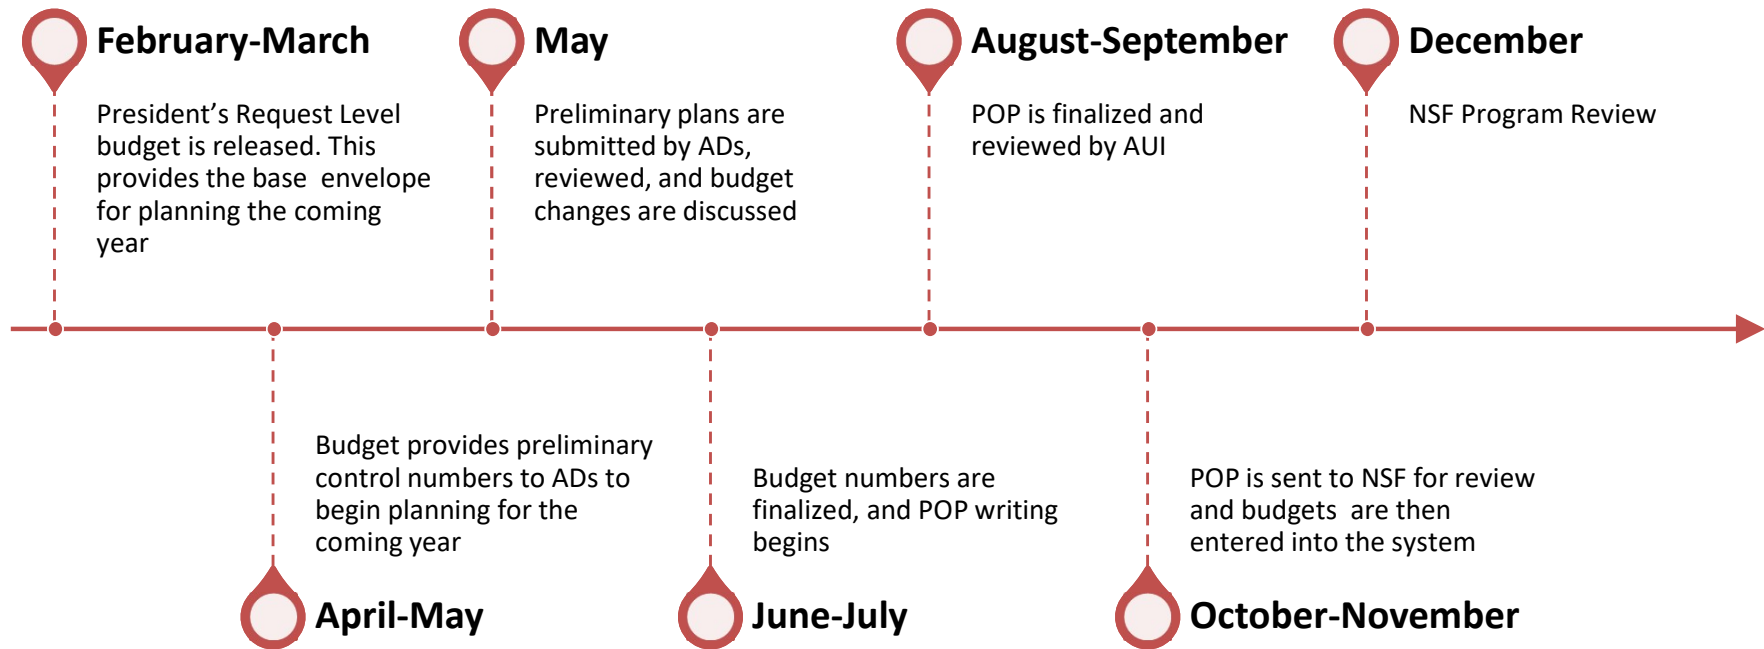 February-March
President’s Request Level
budget is released. This
provides the base  envelope
for planning the coming
year
April-May
Budget provides preliminary
control numbers to ADs to
begin planning for the
coming year
May
Preliminary plans are
submitted by ADs,
reviewed, and budget
changes are discussed
June-July
Budget numbers are
finalized, and POP writing
begins
August-September
POP is finalized and
reviewed by AUI
October-November
POP is sent to NSF for review
and budgets  are then
entered into the system
December
NSF Program Review